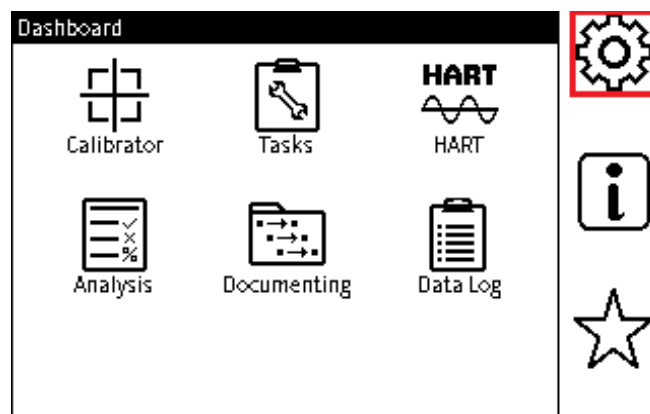 Dashboard
HART
Calibrator Tasks HART
Analysis Documenting Data Log